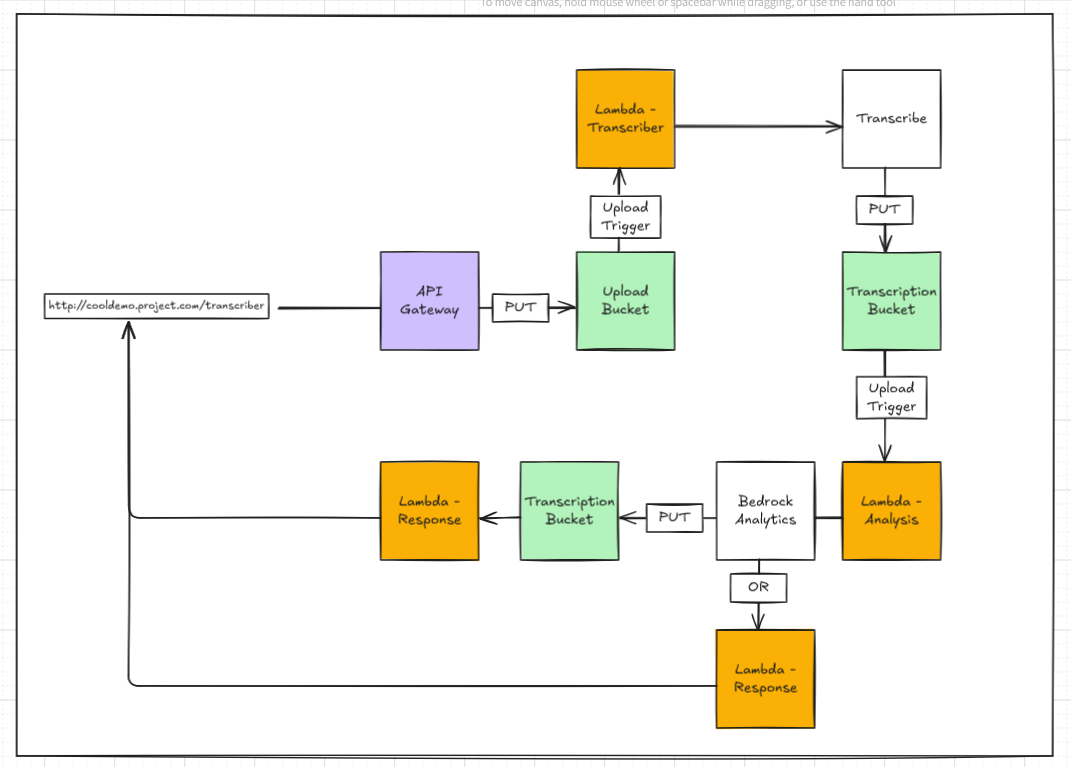 To move canvas, hold mouse wheel or spacebar while dragging, or use the hand tool
Lambda -
Transcriber
Transcribe
Upload
Trigger
PUT
http://cooldemo.project.com/transcriber
API
Gateway
PUT
Upload
Bucket
Transcription
Bucket
Upload
Trigger
Lambda -
Response
Transcription
Bucket
PUT
Bedrock
Analytics
Lambda -
Analysis
OR
Lambda -
Response